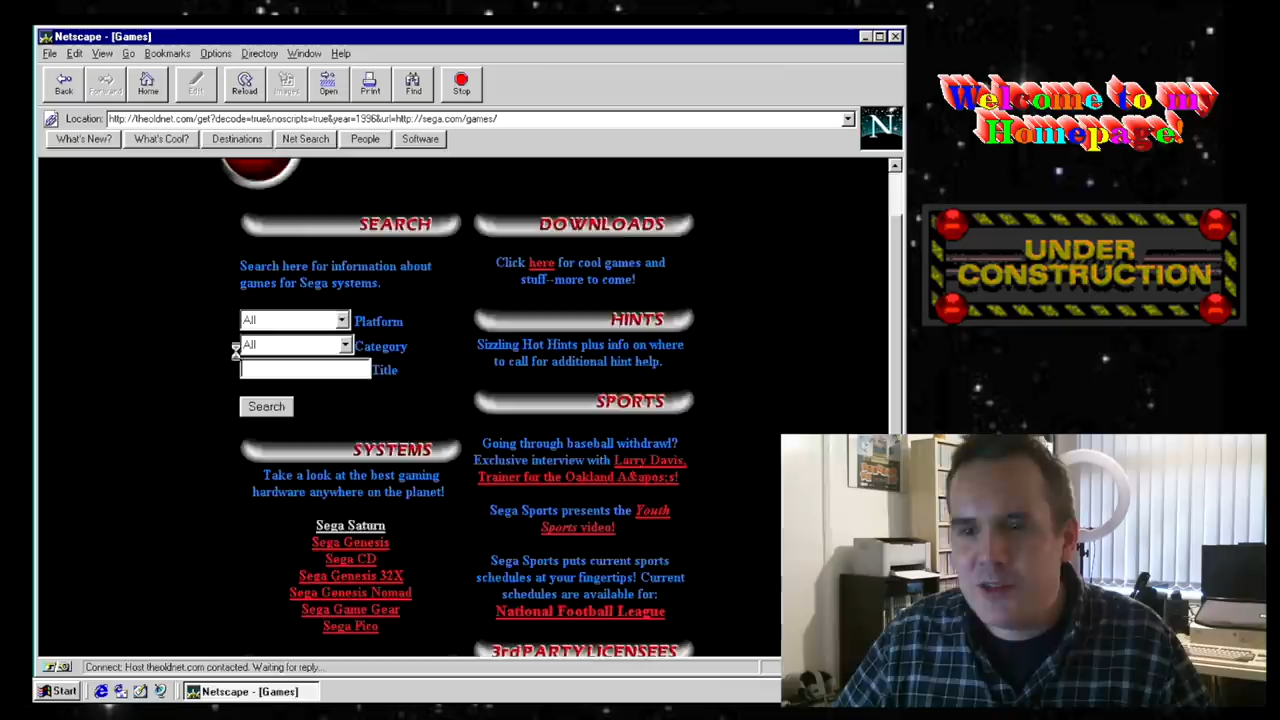 Netscape - [Games]
File Edit View Go Bookmarks Options Directory Window Help
Back Forward Home Edit Reload Images Open Print Find Stop
Location: http://theoldnet.com/get?decode=true&noscripts=true&year=1996&url=http://sega.com/games/
N
What's New? What's Cool? Destinations Net Search People Software
SEARCH
Search here for information about
games for Sega systems.
All Platform
All Category
Title
Search
SYSTEMS
Take a look at the best gaming
hardware anywhere on the planet!
Sega Saturn
Sega Genesis
Sega CD
Sega Genesis 32X
Sega Genesis Nomad
Sega Game Gear
Sega Pico
DOWNLOADS
Click here for cool games and
stuff--more to come!
HINTS
Sizzling Hot Hints plus info on where
to call for additional hint help.
SPORTS
Going through baseball withdrawl?
Exclusive interview with Larry Davis,
Trainer for the Oakland A&apos;s!
Sega Sports presents the Youth
Sports video!
Sega Sports puts current sports
schedules at your fingertips! Current
schedules are available for:
National Football League
3rdPARTYLICENSEES
Connect: Host theoldnet.com contacted. Waiting for reply...
Start Netscape - [Games]
Welcome to my
Homepage!
UNDER
CONSTRUCTION